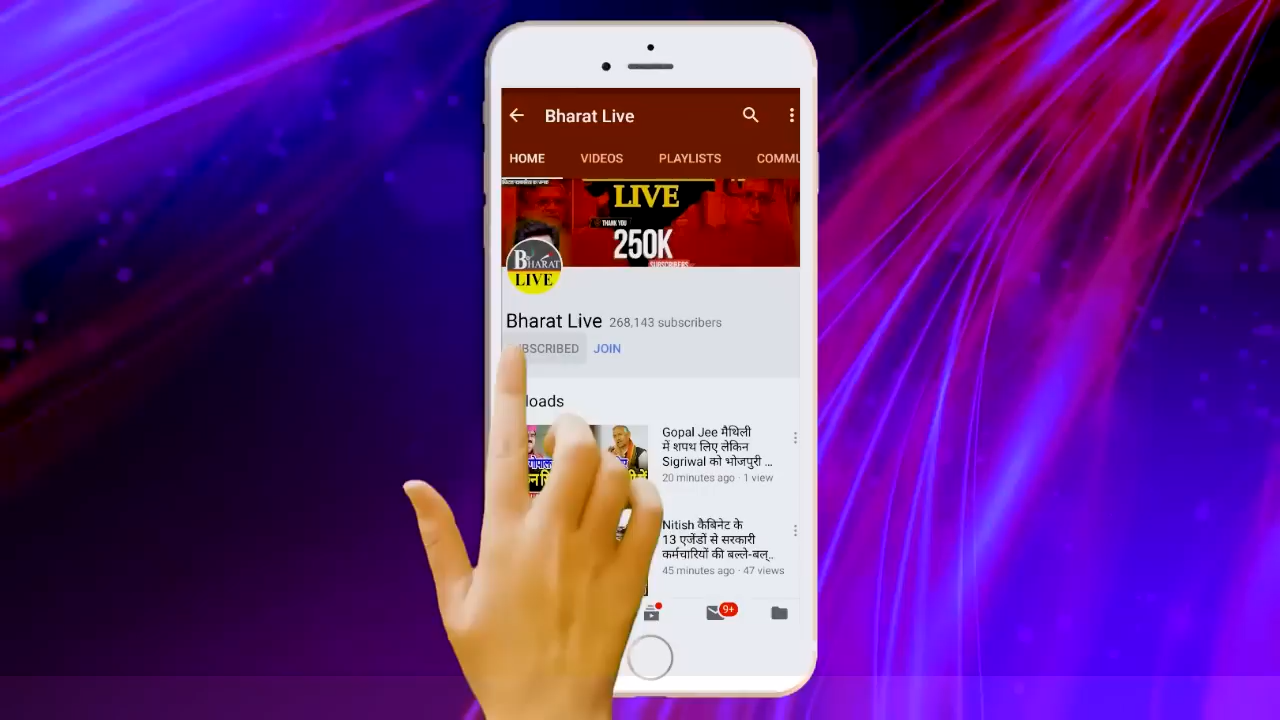 Bharat Live
HOME VIDEOS PLAYLISTS COMMU
LIVE
THANK YOU
250K
SUBSCRIBERS
BHARAT
LIVE
Bharat Live 268,143 subscribers
BSCRIBED JOIN
loads
Gopal Jee मैथिली
में शपथ लिए लेकिन
Sigriwal को भोजपुरी ...
20 minutes ago · 1 view
Nitish कैबिनेट के
13 एजेंडों से सरकारी
कर्मचारियों की बल्ले-बल्..
45 minutes ago · 47 views
9+